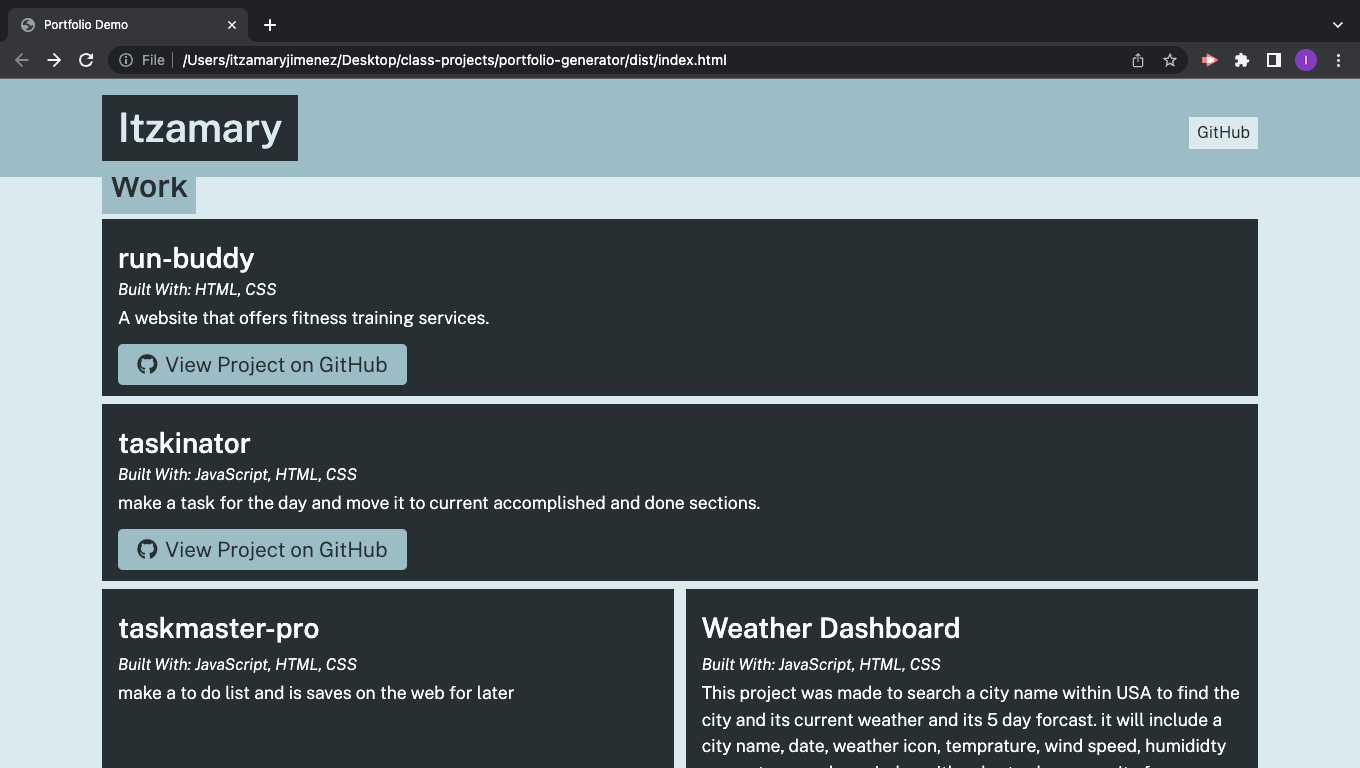 Portfolio Demo
File
/Users/itzamaryjimenez/Desktop/class-projects/portfolio-generator/dist/index.html
I
Itzamary
GitHub
Work
run-buddy
Built With: HTML, CSS
A website that offers fitness training services.
View Project on GitHub
taskinator
Built With: JavaScript, HTML, CSS
make a task for the day and move it to current accomplished and done sections.
View Project on GitHub
taskmaster-pro
Built With: JavaScript, HTML, CSS
make a to do list and is saves on the web for later
Weather Dashboard
Built With: JavaScript, HTML, CSS
This project was made to search a city name within USA to find the
city and its current weather and its 5 day forcast. it will include a
city name, date, weather icon, temprature, wind speed, humididty